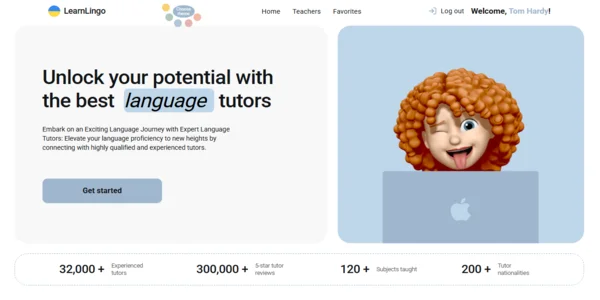 LearnLingo
Choose theme
Home Teachers Favorites
Log out Welcome, Tom Hardy!
Unlock your potential with
the best language tutors
Embark on an Exciting Language Journey with Expert Language
Tutors: Elevate your language proficiency to new heights by
connecting with highly qualified and experienced tutors.
Get started
32,000 + Experienced tutors
300,000 + 5-star tutor reviews
120 + Subjects taught
200 + Tutor nationalities